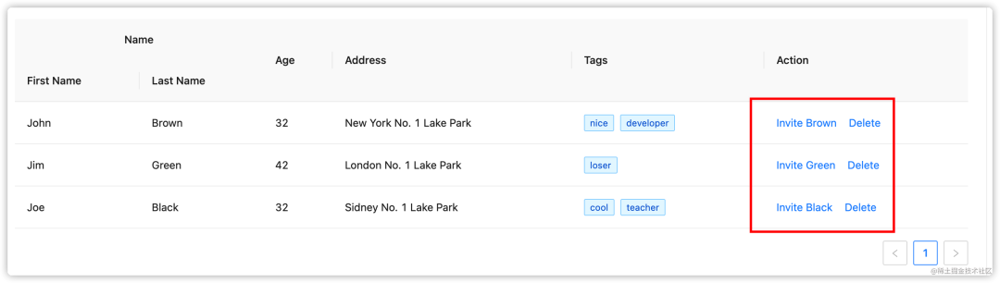 Name
Age Address Tags Action
First Name Last Name
John Brown 32 New York No. 1 Lake Park nice developer Invite Brown Delete
Jim Green 42 London No. 1 Lake Park loser Invite Green Delete
Joe Black 32 Sidney No. 1 Lake Park cool teacher Invite Black Delete
< 1 >
@稀土掘金技术社区